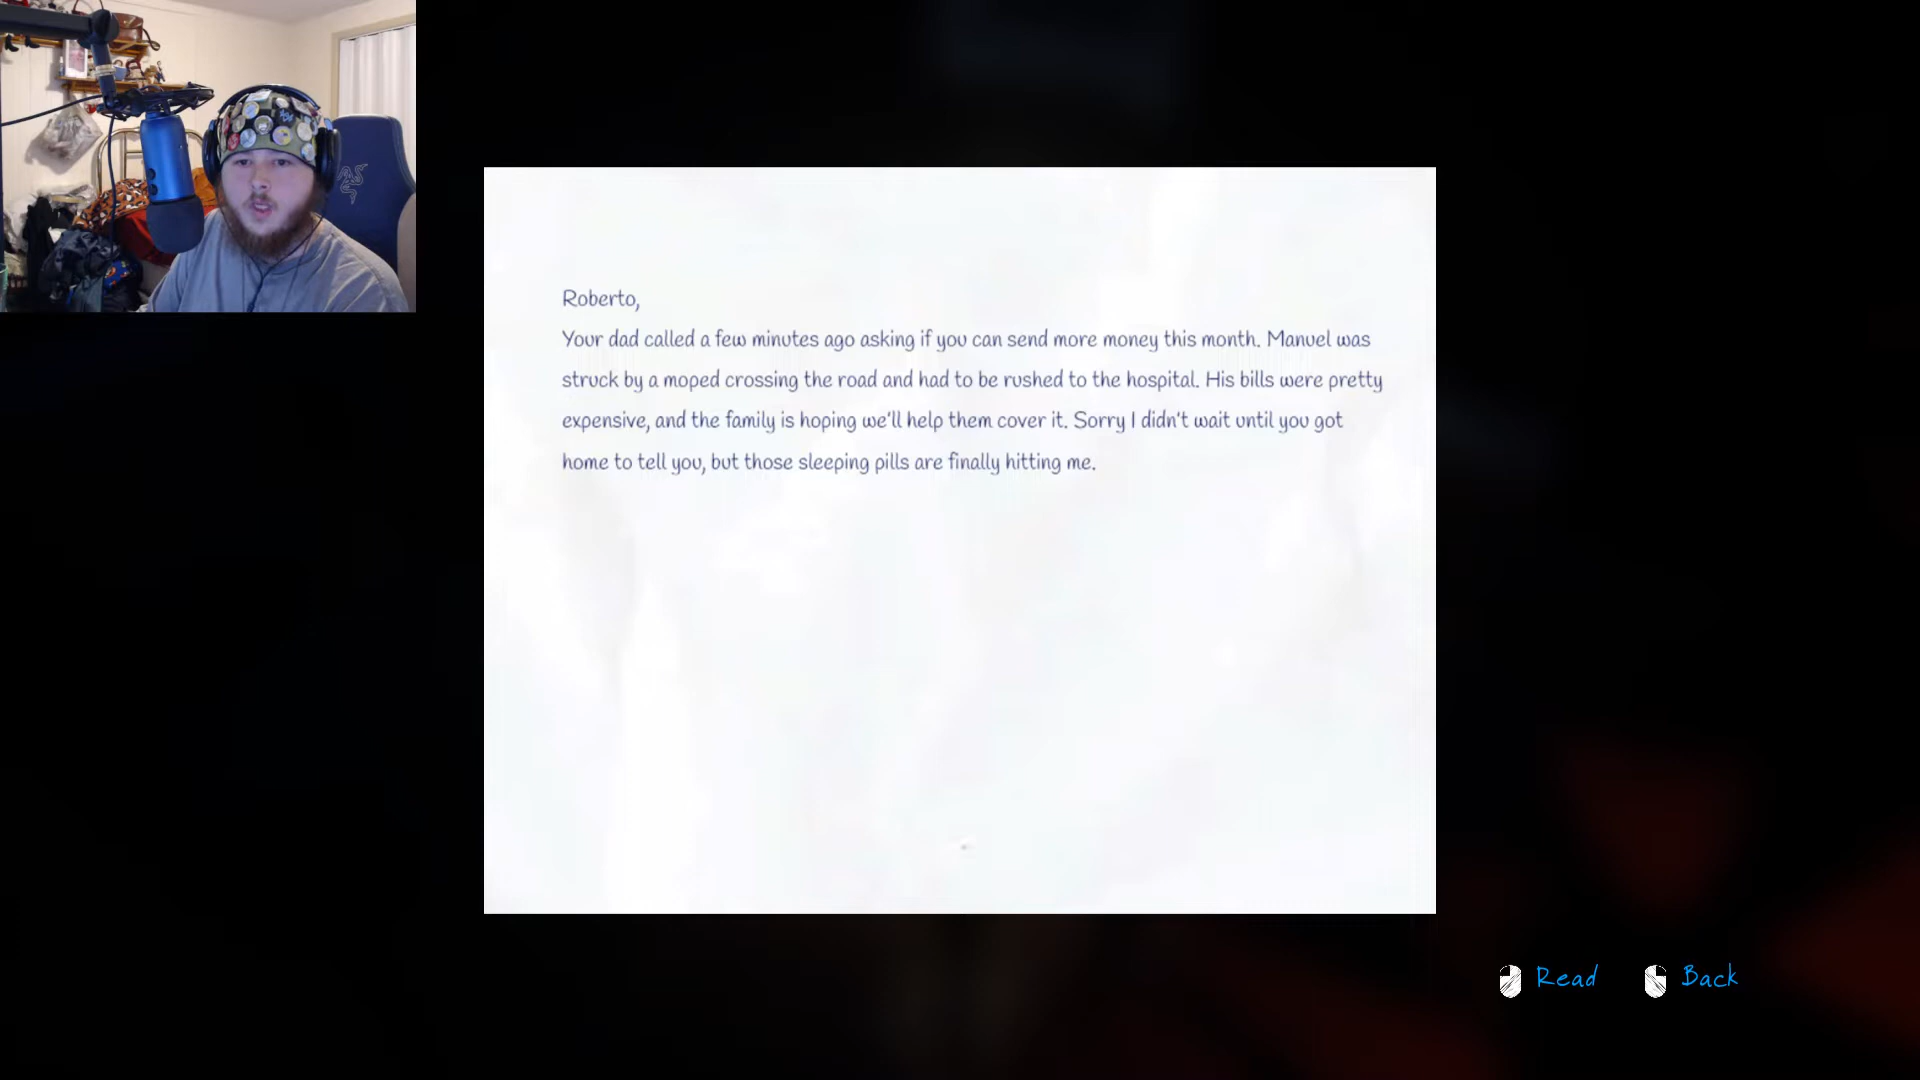 Roberto,
Your dad called a few minutes ago asking if you can send more money this month. Manuel was
struck by a moped crossing the road and had to be rushed to the hospital. His bills were pretty
expensive, and the family is hoping we'll help them cover it. Sorry I didn't wait until you got
home to tell you, but those sleeping pills are finally hitting me.
Read
Back